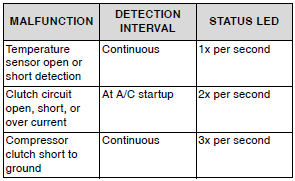 MALFUNCTION DETECTION INTERVAL STATUS LED
Temperature sensor open or short detection Continuous 1x per second
Clutch circuit open, short, or over current At A/C startup 2x per second
Compressor clutch short to ground Continuous 3x per second